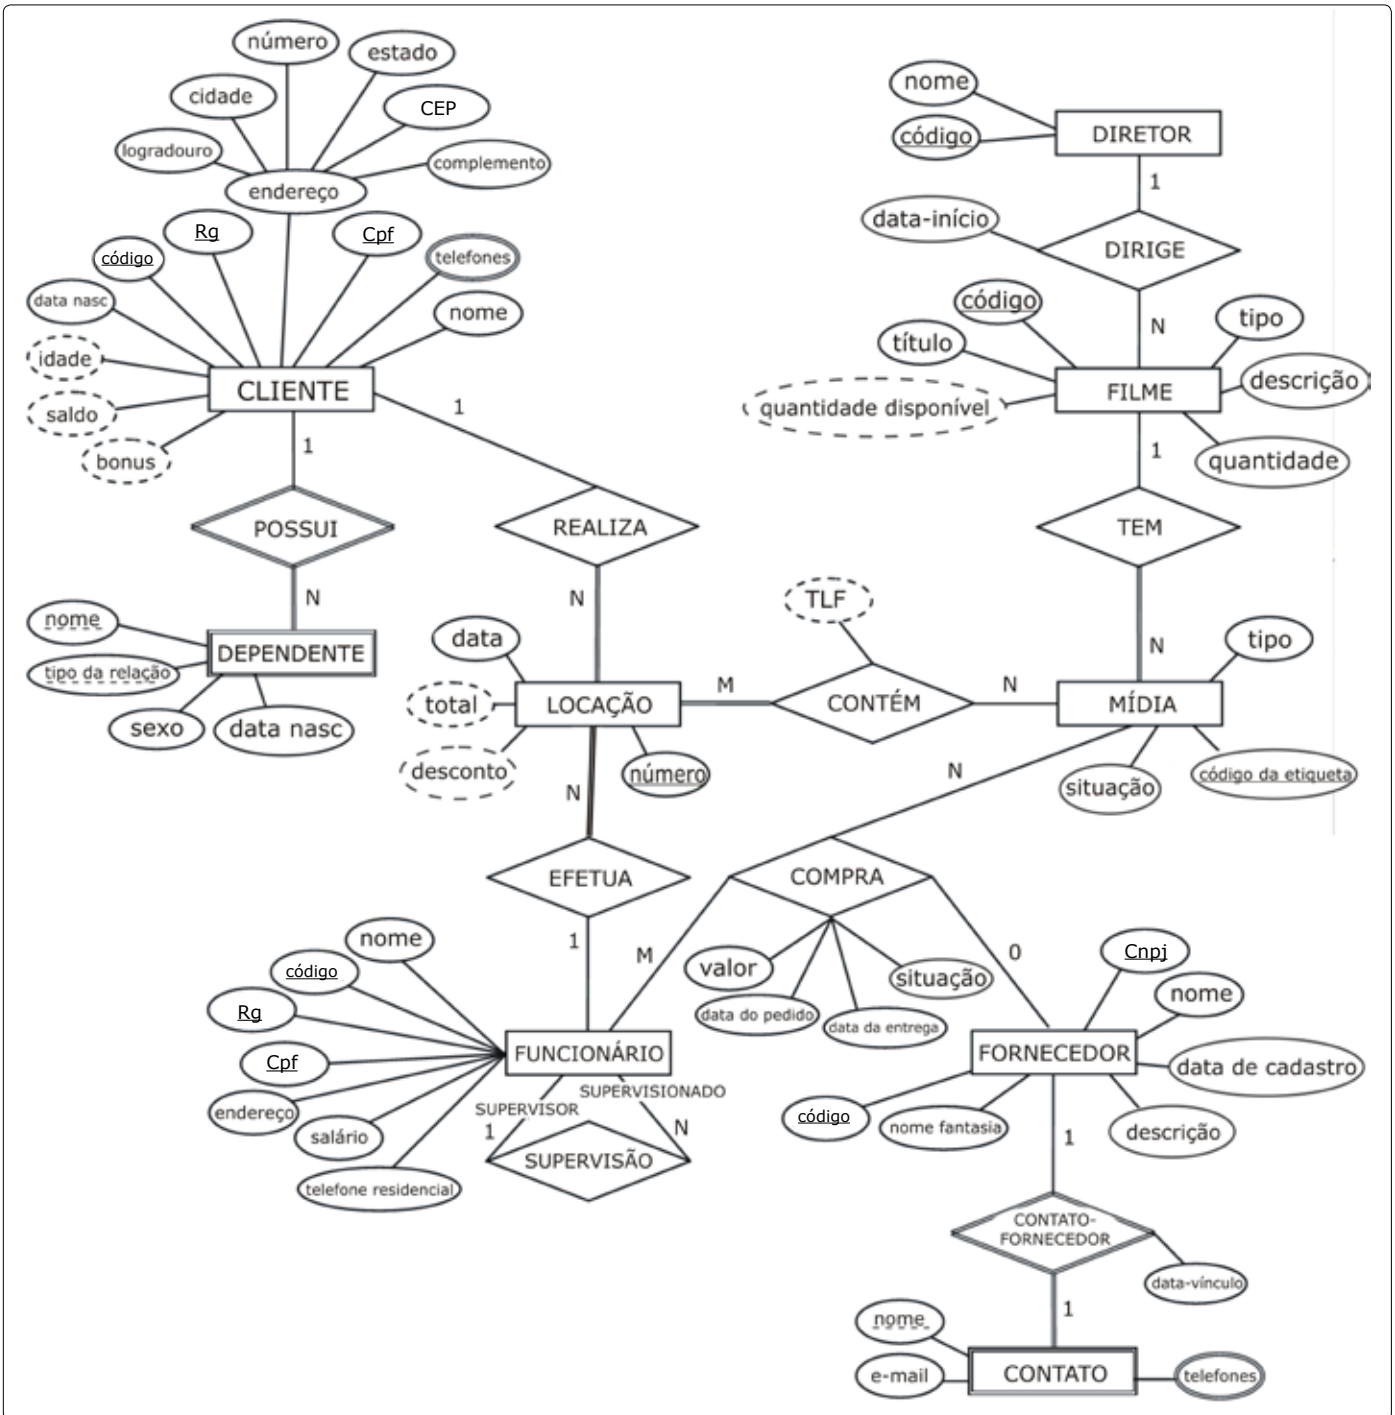 número
estado
cidade
CEP
logradouro
complemento
endereço
Rg
Cpf
código
telefones
data nasc
nome
idade
CLIENTE
saldo
bonus
1
1
POSSUI
REALIZA
N
N
nome
DEPENDENTE
tipo da relação
sexo
data nasc
nome
DIRETOR
código
1
data-início
DIRIGE
código
N
tipo
título
descrição
FILME
quantidade disponível
1
quantidade
TEM
TLF
N
tipo
data
total
LOCAÇÃO
M
CONTÉM
N
MÍDIA
desconto
número
situação
código da etiqueta
N
N
EFETUA
COMPRA
1
M
0
valor
situação
data do pedido
data da entrega
nome
código
Rg
Cpf
endereço
salário
telefone residencial
FUNCIONÁRIO
SUPERVISIONADO
SUPERVISOR
1
N
SUPERVISÃO
Cnpj
nome
FORNECEDOR
data de cadastro
código
nome fantasia
descrição
1
CONTATO-
FORNECEDOR
data-vínculo
1
nome
e-mail
CONTATO
telefones